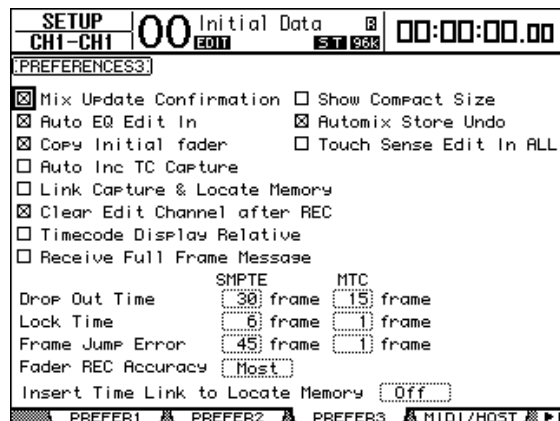 SETUP 00 Initial Data R 00:00:00.00
CH1-CH1 EDIT ST 96k
PREFERENCES3
Mix Update Confirmation Show Compact Size
Auto EQ Edit In Automix Store Undo
Copy Initial fader Touch Sense Edit In ALL
Auto Inc TC Capture
Link Capture & Locate Memory
Clear Edit Channel after REC
Timecode Display Relative
Receive Full Frame Message
SMPTE MTC
Drop Out Time 30 frame 15 frame
Lock Time 6 frame 1 frame
Frame Jump Error 45 frame 1 frame
Fader REC Accuracy Most
Insert Time Link to Locate Memory Off
PREFER1 PREFER2 PREFER3 MIDI/HOST